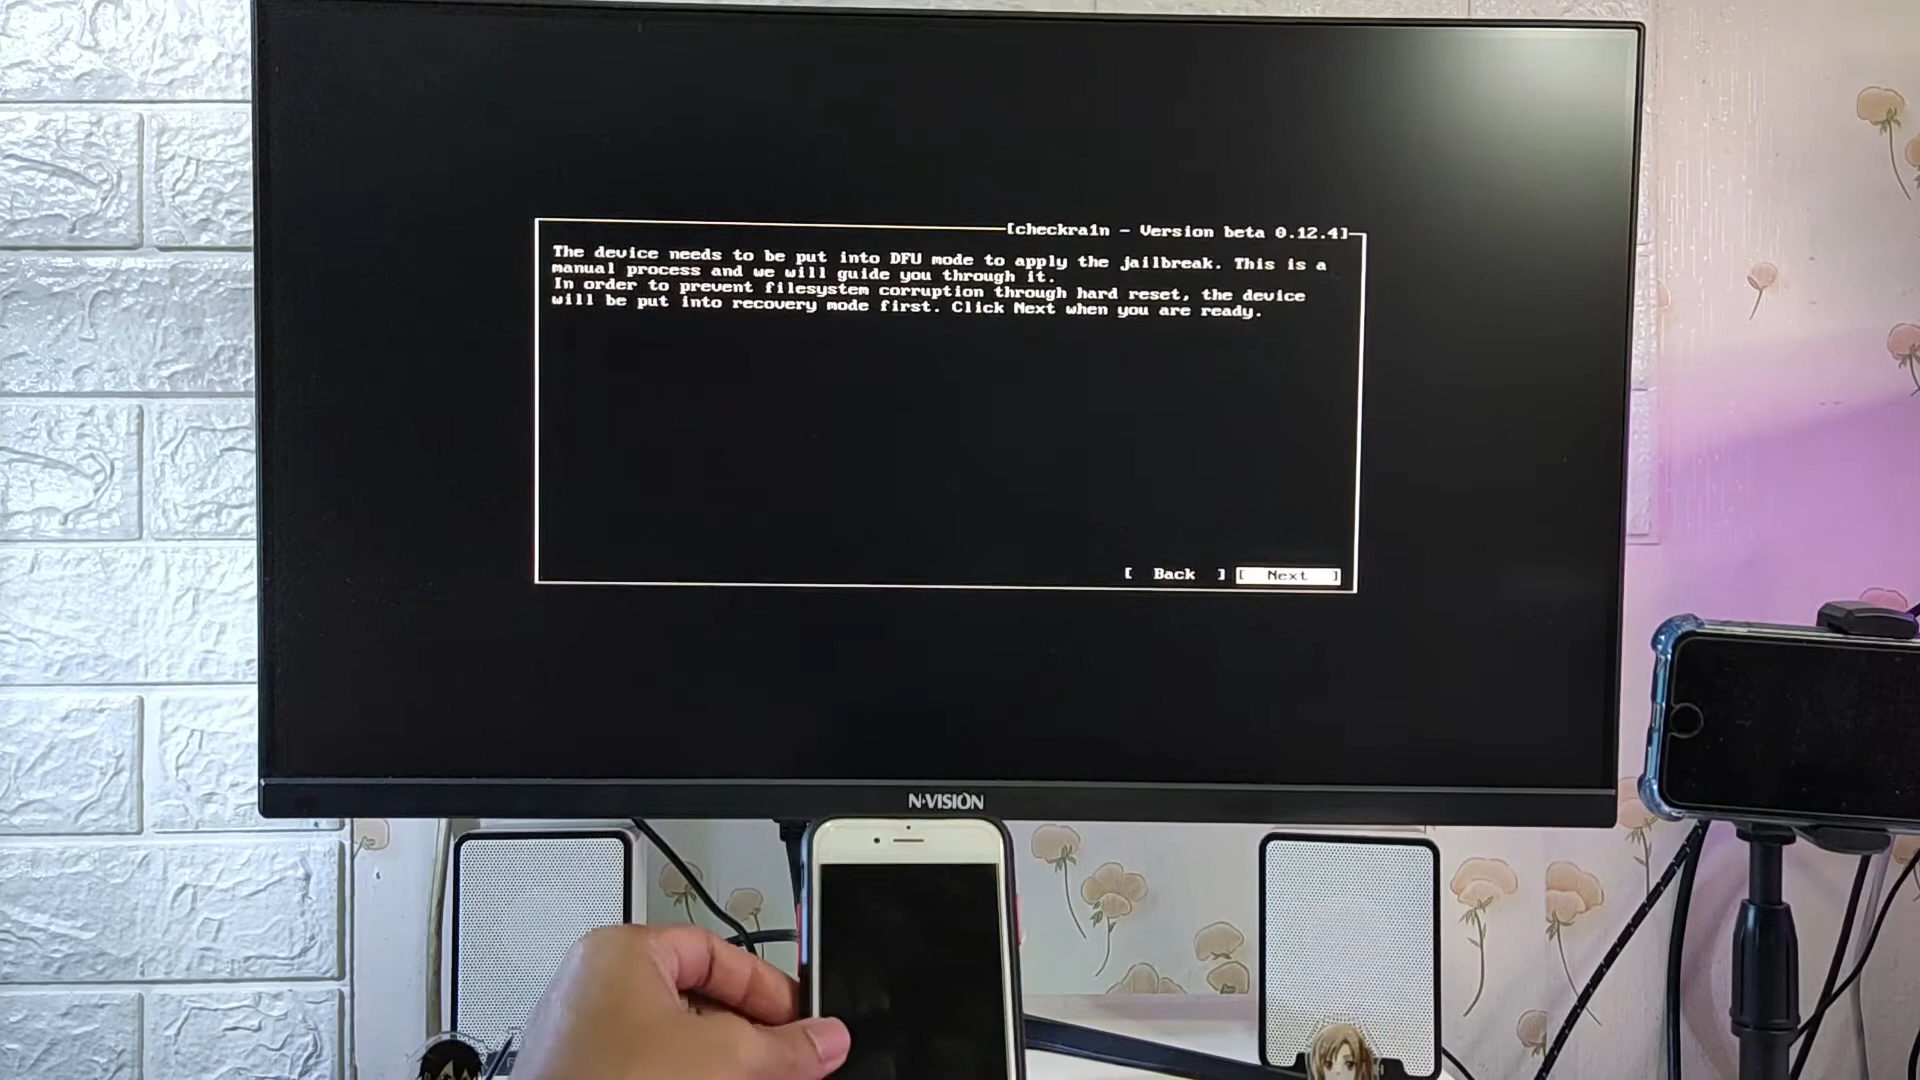 [checkra1n - Version beta 0.12.4]
The device needs to be put into DFU mode to apply the jailbreak. This is a
manual process and we will guide you through it.
In order to prevent filesystem corruption through hard reset, the device
will be put into recovery mode first. Click Next when you are ready.
[ Back ] [ Next ]
N-VISION